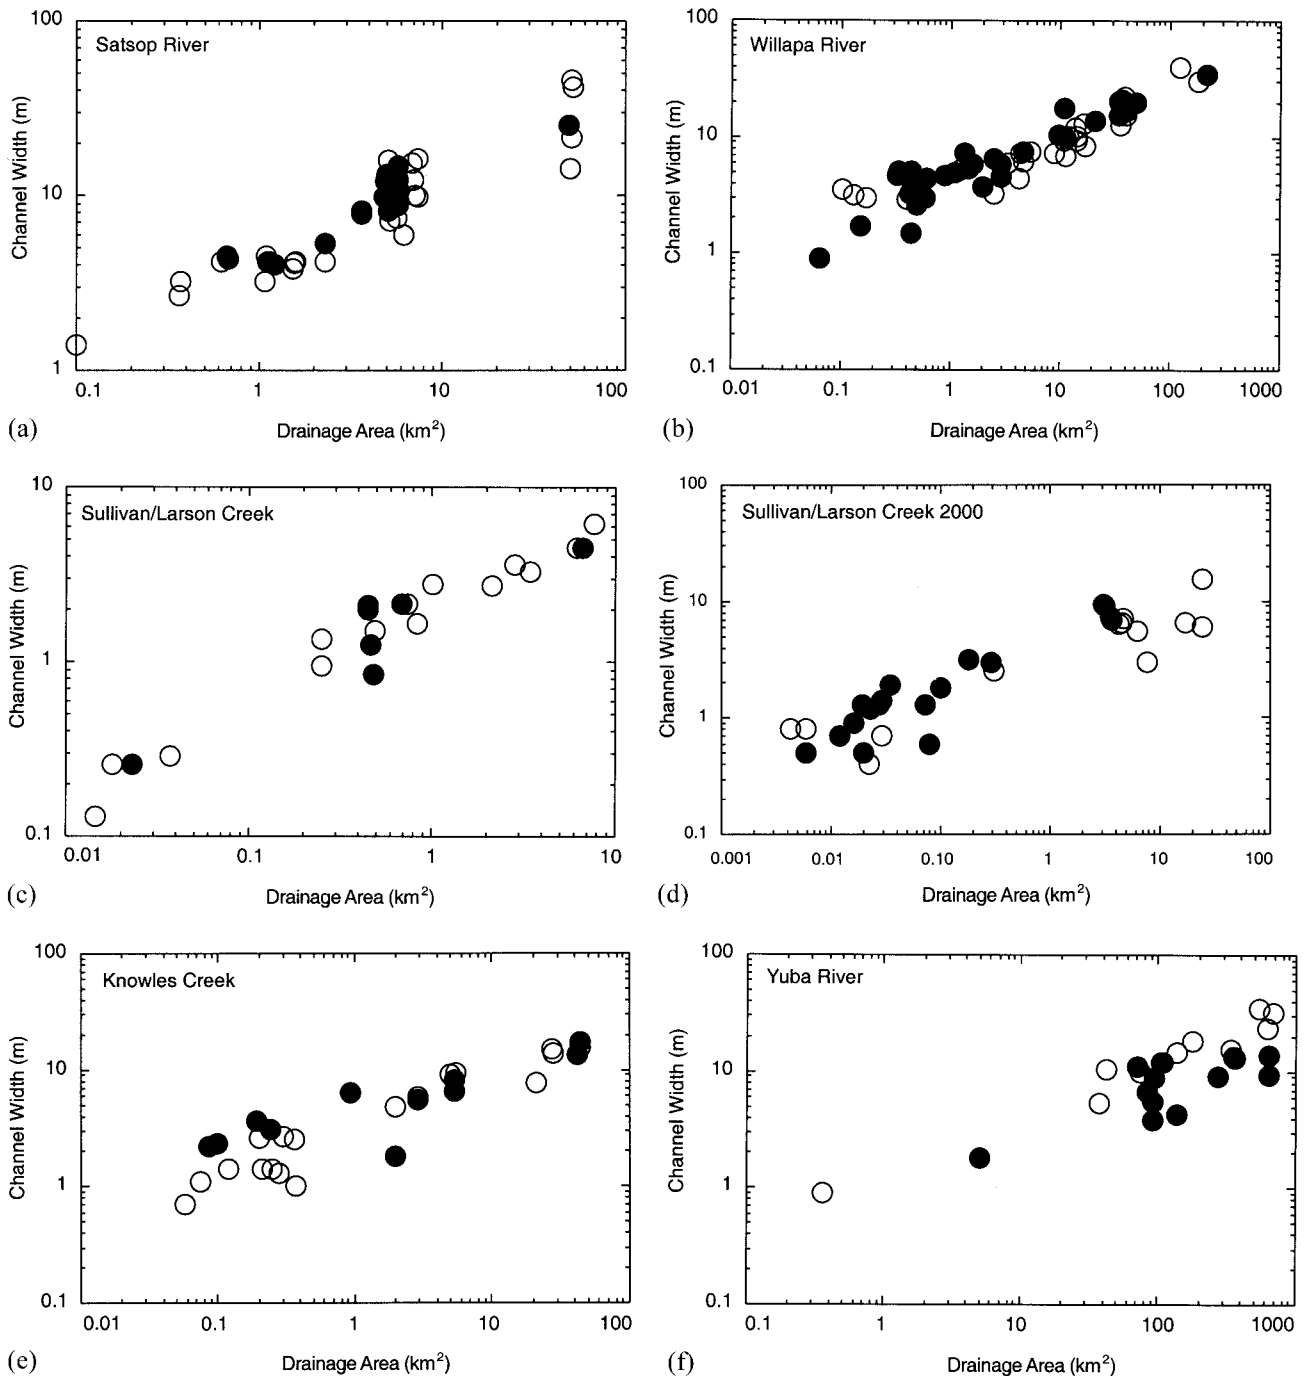 100
Satsop River
10
1
0.1 1 10 100
Channel Width (m)
Drainage Area (km²)
(a)
100
Willapa River
10
1
0.1
0.01 0.1 1 10 100 1000
Channel Width (m)
Drainage Area (km²)
(b)
10
Sullivan/Larson Creek
1
0.1
0.01 1 10
Channel Width (m)
Drainage Area (km²)
(c)
100
Sullivan/Larson Creek 2000
10
1
0.1
0.001 0.01 0.10 1 10 100
Channel Width (m)
Drainage Area (km²)
(d)
100
Knowles Creek
10
1
0.1
0.01 0.1 1 10 100
Channel Width (m)
Drainage Area (km²)
(e)
100
Yuba River
10
1
0.1
0.1 1 10 100 1000
Channel Width (m)
Drainage Area (km²)
(f)